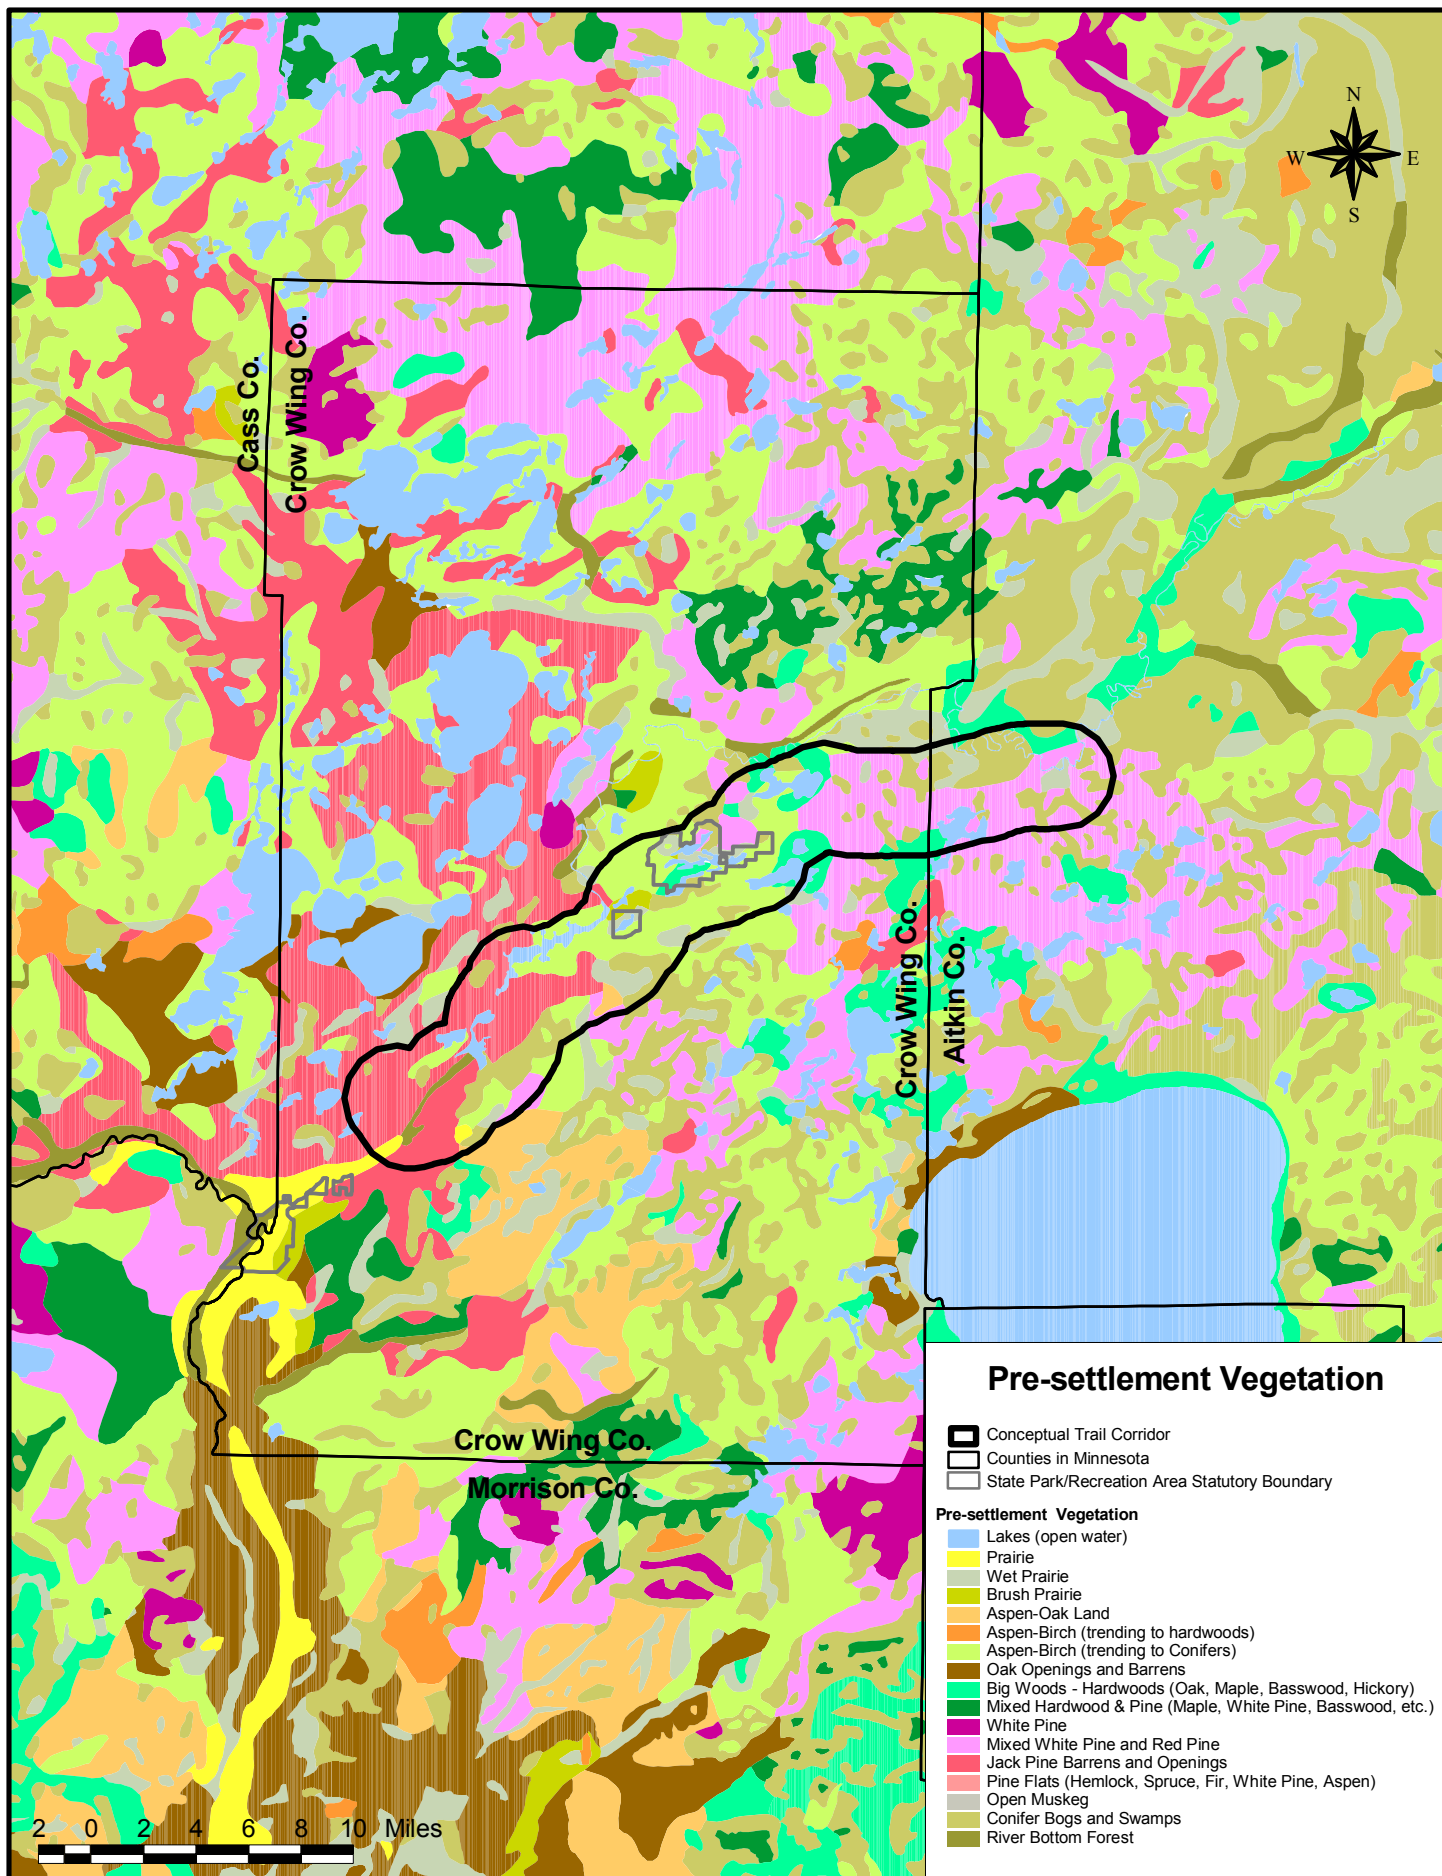 N
W E
S
Cass Co.
Crow Wing Co.
Crow Wing Co.
Aitkin Co.
Crow Wing Co.
Morrison Co.
Pre-settlement Vegetation
Conceptual Trail Corridor
Counties in Minnesota
State Park/Recreation Area Statutory Boundary
Pre-settlement Vegetation
Lakes (open water)
Prairie
Wet Prairie
Brush Prairie
Aspen-Oak Land
Aspen-Birch (trending to hardwoods)
Aspen-Birch (trending to Conifers)
Oak Openings and Barrens
Big Woods - Hardwoods (Oak, Maple, Basswood, Hickory)
Mixed Hardwood & Pine (Maple, White Pine, Basswood, etc.)
White Pine
Mixed White Pine and Red Pine
Jack Pine Barrens and Openings
Pine Flats (Hemlock, Spruce, Fir, White Pine, Aspen)
Open Muskeg
Conifer Bogs and Swamps
River Bottom Forest
2 0 2 4 6 8 10 Miles